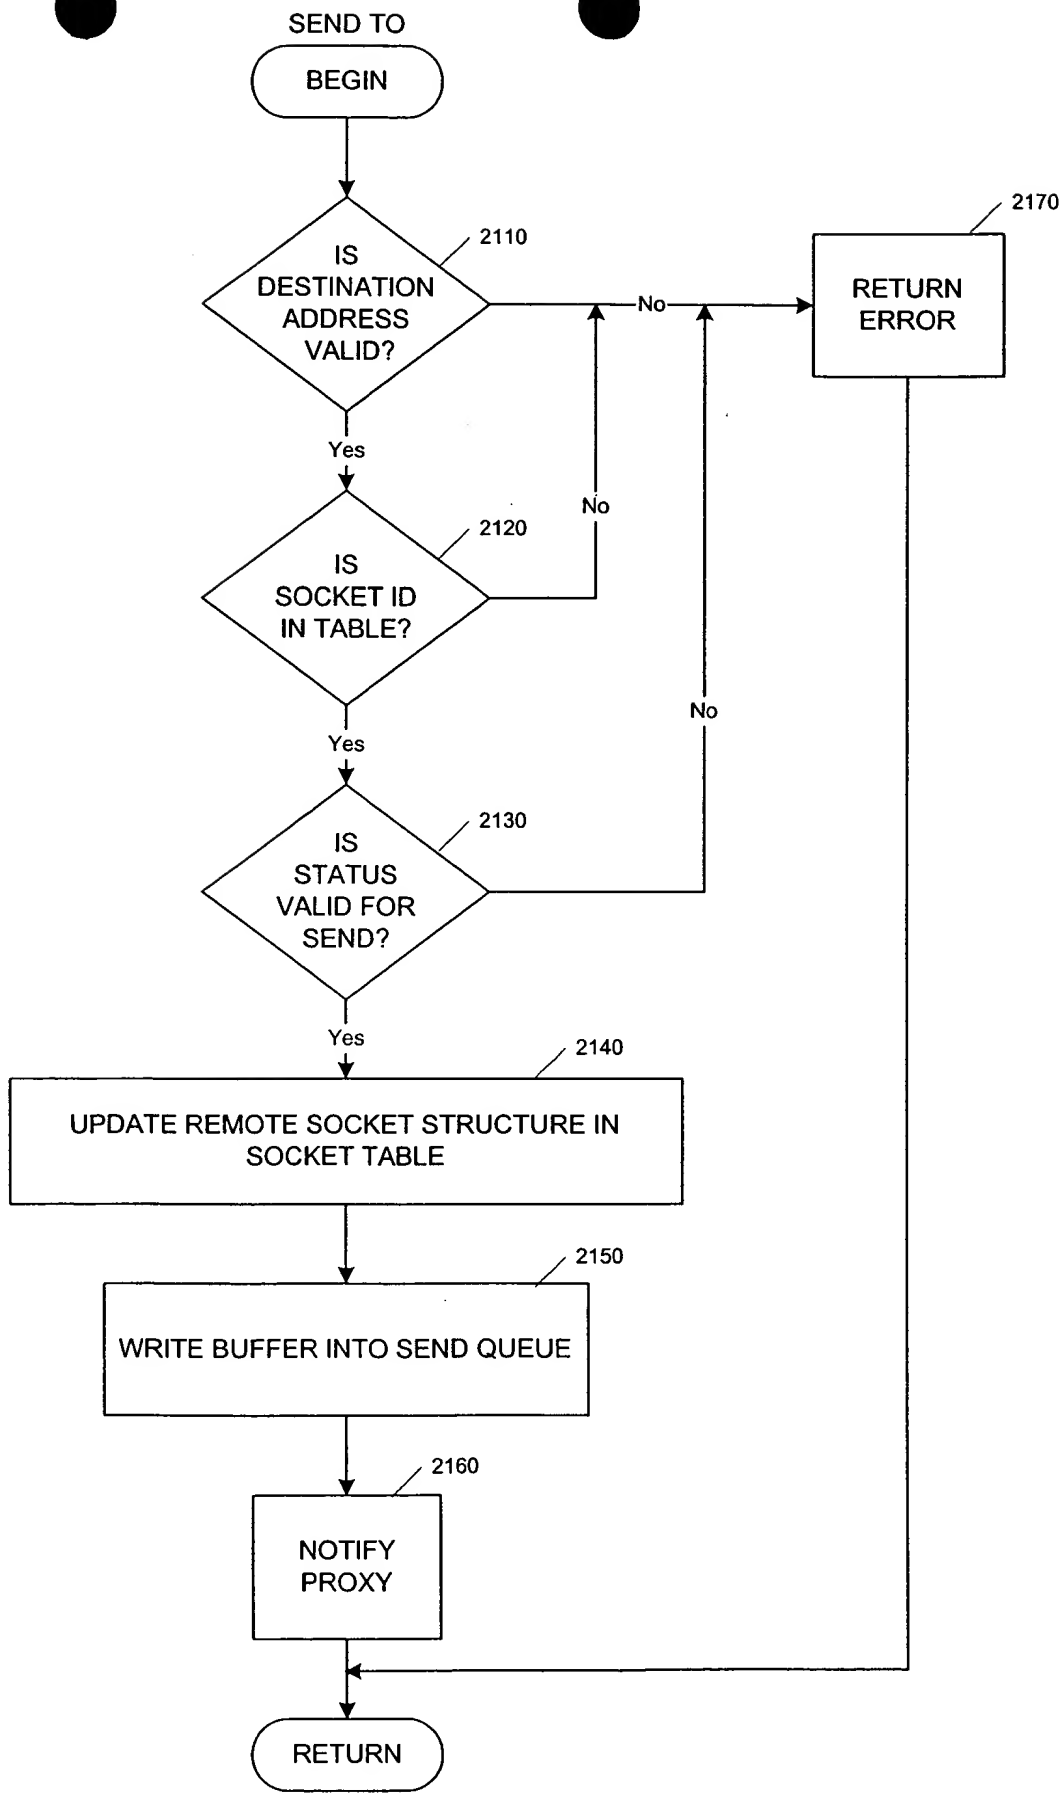 SEND TO
BEGIN
2110
IS
DESTINATION
ADDRESS
VALID?
No
2170
RETURN
ERROR
Yes
No
2120
IS
SOCKET ID
IN TABLE?
No
Yes
2130
IS
STATUS
VALID FOR
SEND?
Yes
2140
UPDATE REMOTE SOCKET STRUCTURE IN
SOCKET TABLE
2150
WRITE BUFFER INTO SEND QUEUE
2160
NOTIFY
PROXY
RETURN